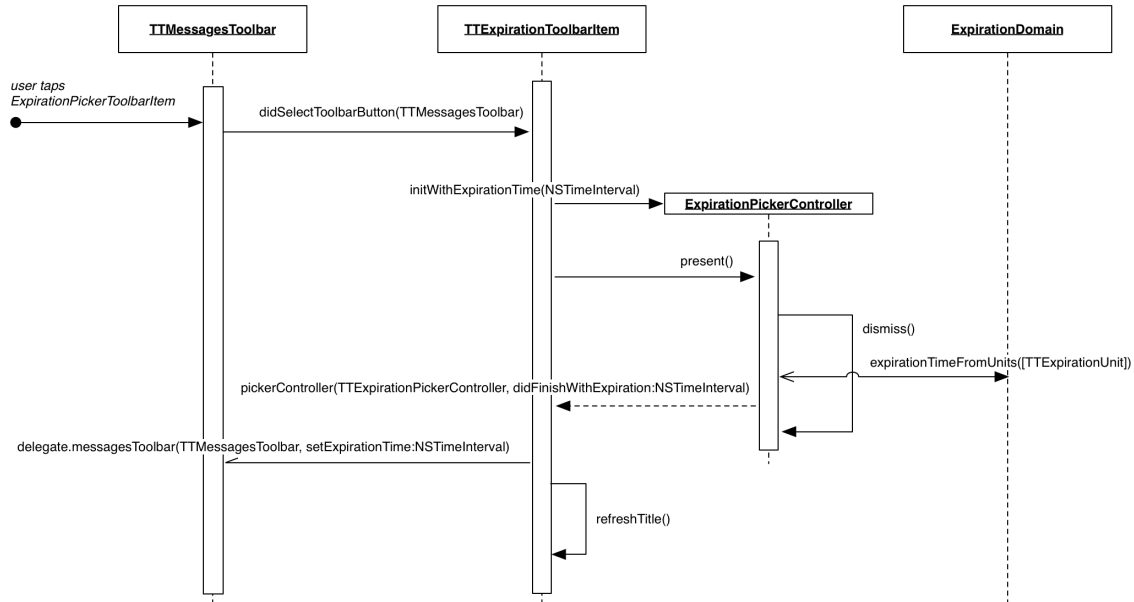 TTMessagesToolbar
TTExpirationToolbarItem
ExpirationDomain
user taps
ExpirationPickerToolbarItem
didSelectToolbarButton(TTMessagesToolbar)
initWithExpirationTime(NSTimeInterval)
ExpirationPickerController
present()
dismiss()
expirationTimeFromUnits([TTExpirationUnit])
pickerController(TTExpirationPickerController, didFinishWithExpiration:NSTimeInterval)
delegate.messagesToolbar(TTMessagesToolbar, setExpirationTime:NSTimeInterval)
refreshTitle()